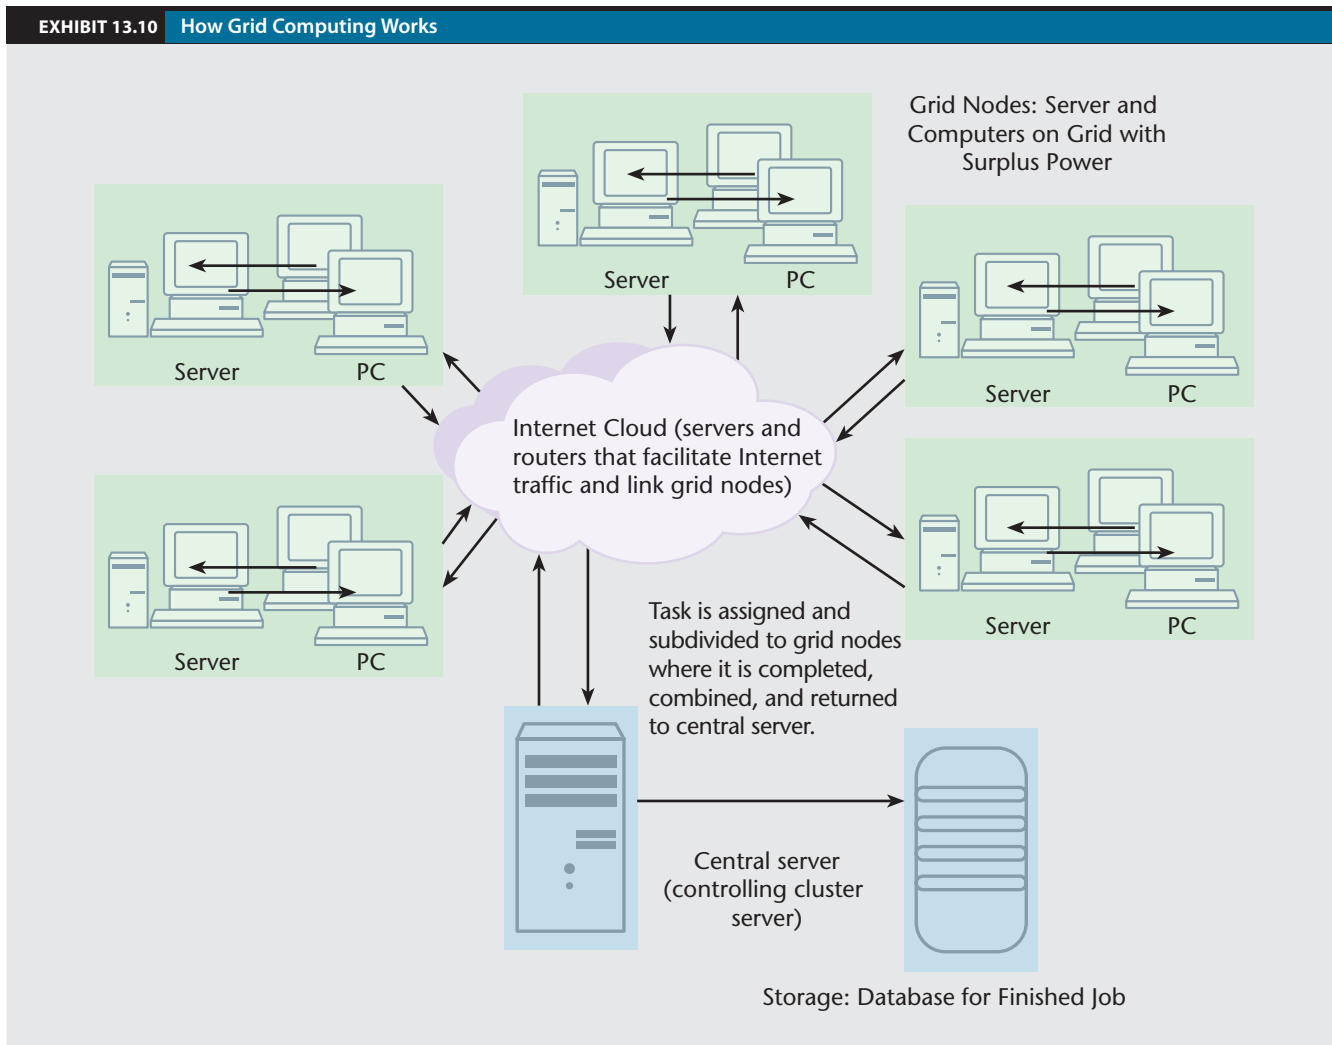 EXHIBIT 13.10 How Grid Computing Works
Grid Nodes: Server and
Computers on Grid with
Surplus Power
Server PC
Server PC
Server PC
Internet Cloud (servers and
routers that facilitate Internet
traffic and link grid nodes)
Server PC
Server PC
Task is assigned and
subdivided to grid nodes
where it is completed,
combined, and returned
to central server.
Central server
(controlling cluster
server)
Storage: Database for Finished Job